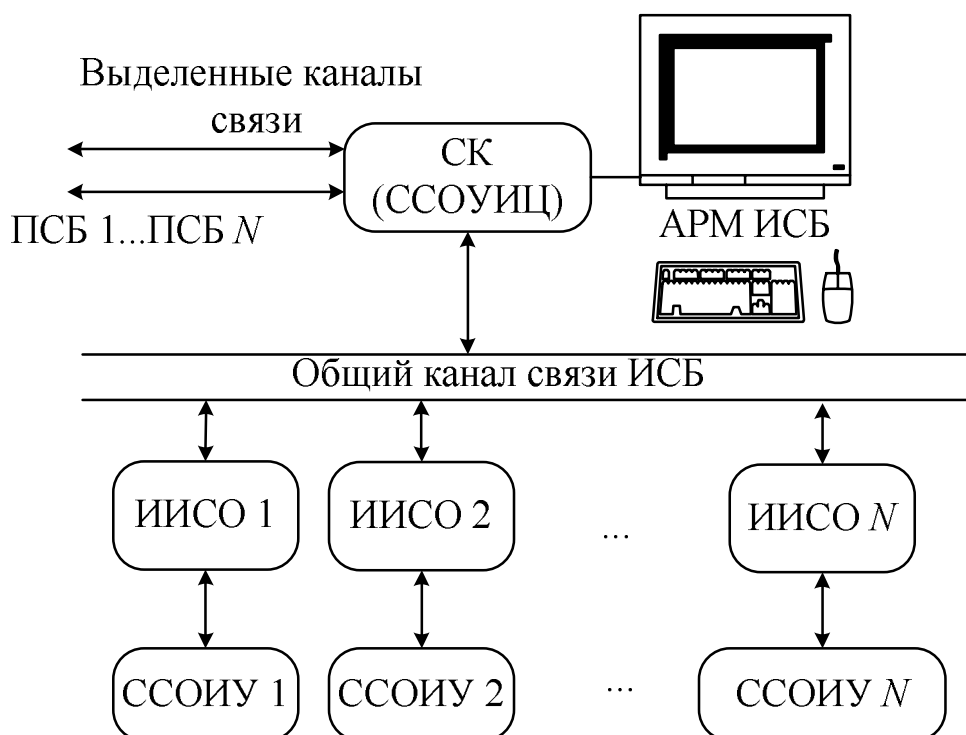 Выделенные каналы
связи
СК
(ССОУИЦ)
ПСБ 1...ПСБ N
АРМ ИСБ
Общий канал связи ИСБ
ИИСО 1
ИИСО 2
...
ИИСО N
ССОИУ 1
ССОИУ 2
...
ССОИУ N